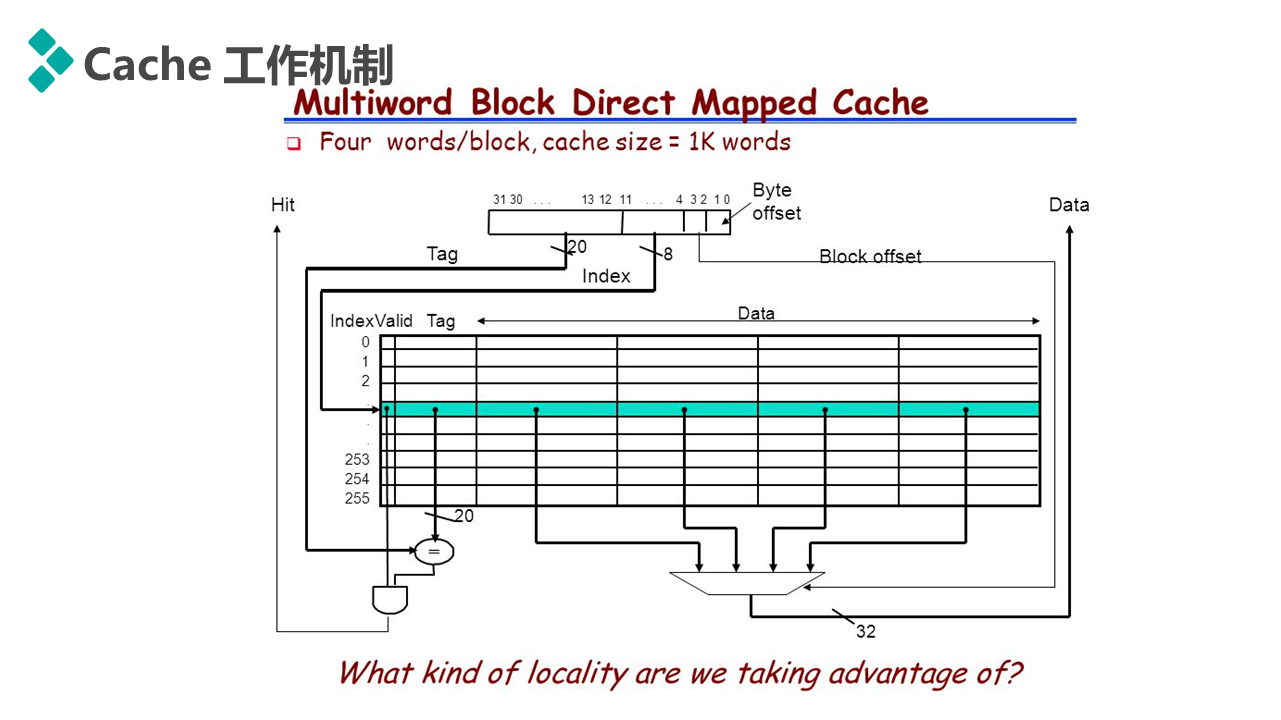 Cache 工作机制
Multiword Block Direct Mapped Cache
Four words/block, cache size = 1K words
31 30 . . . 13 12 11 . . . 4 3 2 1 0
Byte
offset
Hit
Data
20
8
Tag
Block offset
Index
Data
Index Valid Tag
0
1
2
.
.
.
253
254
255
20
=
32
What kind of locality are we taking advantage of?